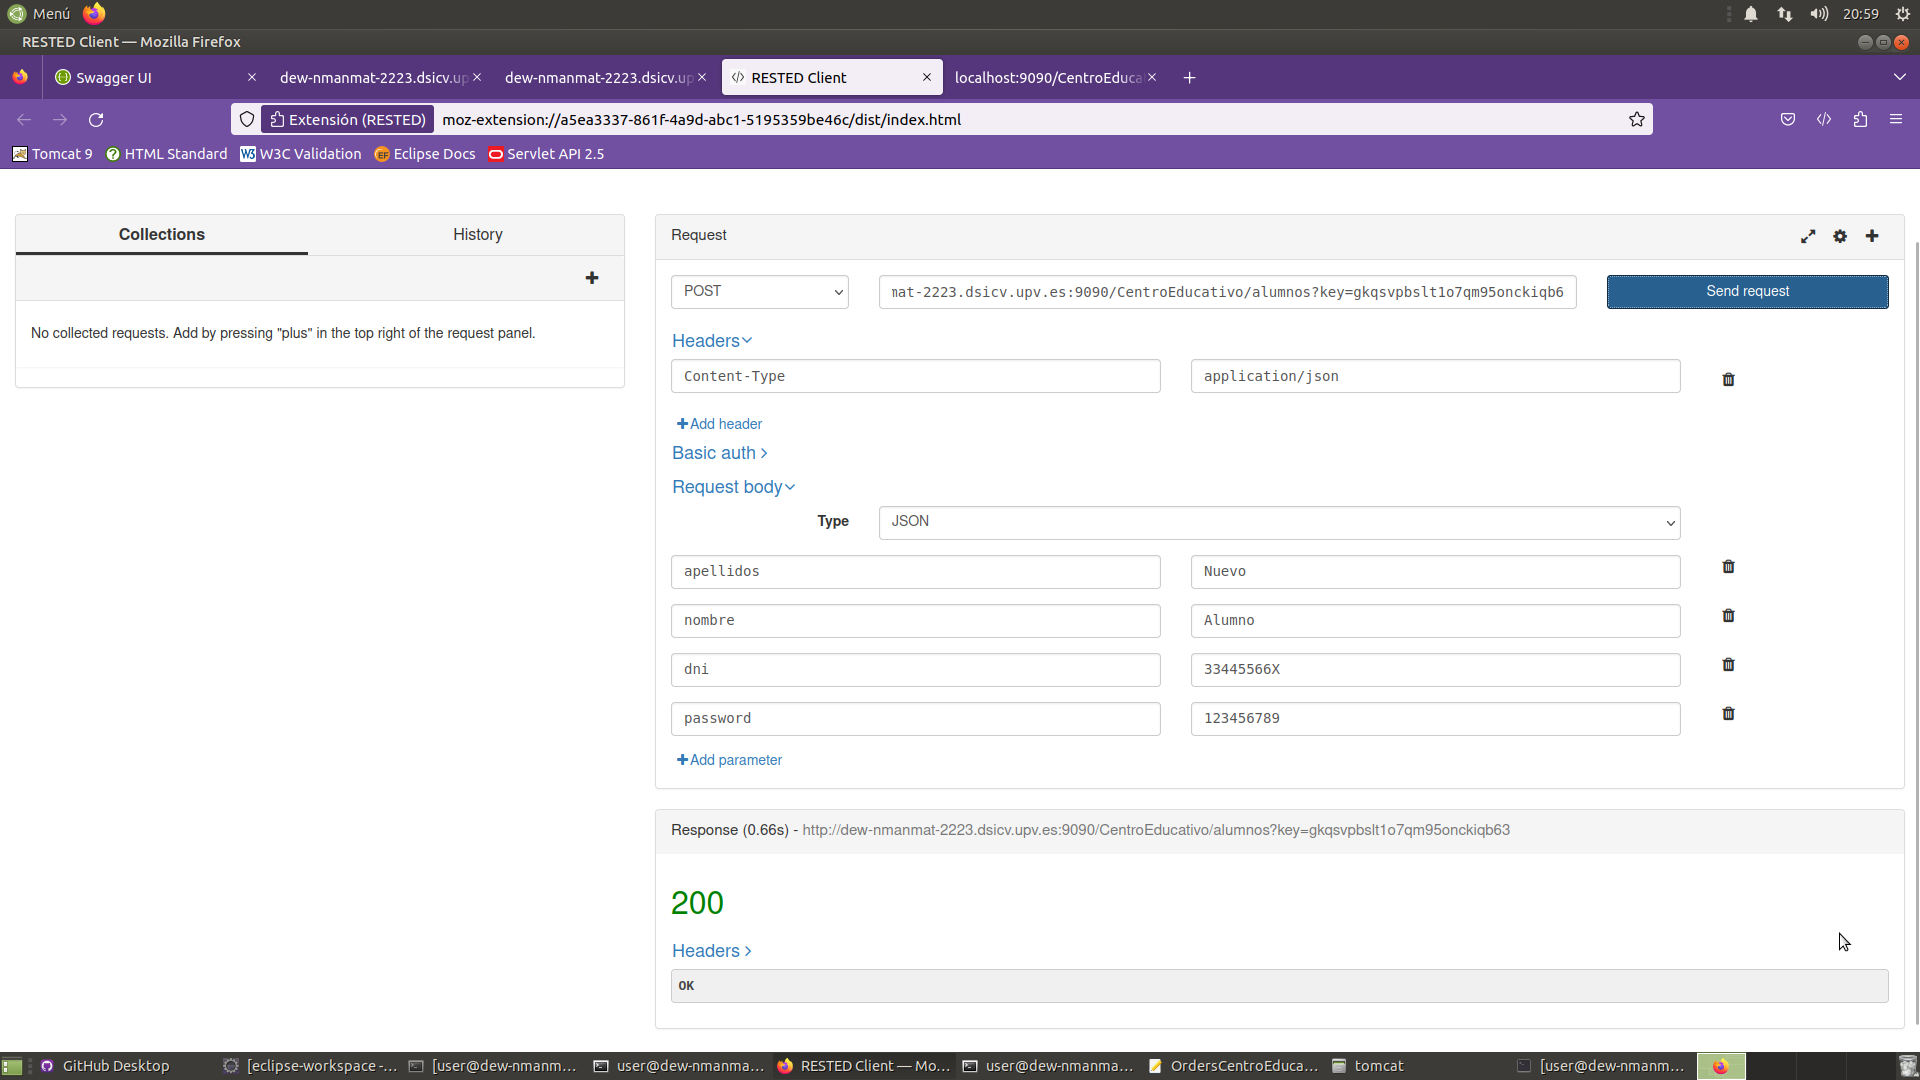 Menú
20:59
RESTED Client — Mozilla Firefox
Swagger UI
dew-nmanmat-2223.dsicv.up
dew-nmanmat-2223.dsicv.up
RESTED Client
localhost:9090/CentroEduca
Extensión (RESTED)
moz-extension://a5ea3337-861f-4a9d-abc1-5195359be46c/dist/index.html
Tomcat 9
HTML Standard
W3C Validation
Eclipse Docs
Servlet API 2.5
Collections
History
No collected requests. Add by pressing "plus" in the top right of the request panel.
Request
POST
mat-2223.dsicv.upv.es:9090/CentroEducativo/alumnos?key=gkqsvpbslt1o7qm95onckiqb6
Send request
Headers
Content-Type
application/json
Add header
Basic auth
Request body
Type
JSON
apellidos
Nuevo
nombre
Alumno
dni
33445566X
password
123456789
Add parameter
Response (0.66s) - http://dew-nmanmat-2223.dsicv.upv.es:9090/CentroEducativo/alumnos?key=gkqsvpbslt1o7qm95onckiqb63
200
Headers
OK
GitHub Desktop
[eclipse-workspace -...
[user@dew-nmanm...
user@dew-nmanma...
RESTED Client — Mo...
user@dew-nmanma...
OrdersCentroEduca...
tomcat
[user@dew-nmanm...